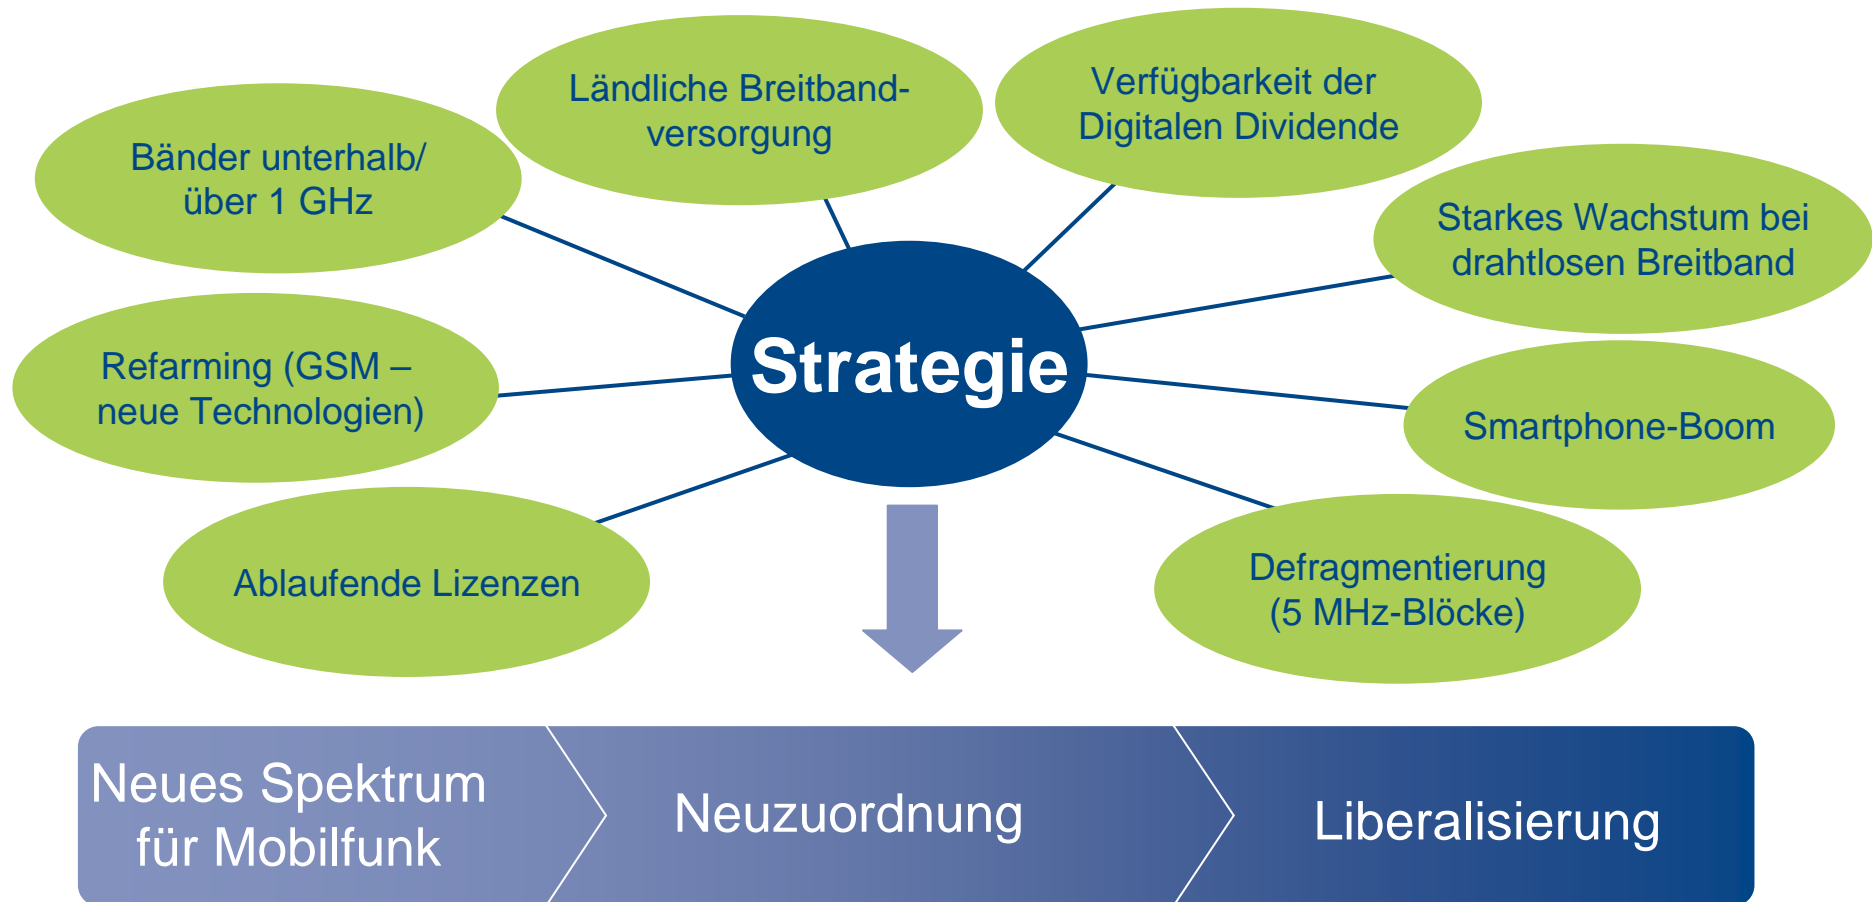 Ländliche Breitband-
versorgung
Verfügbarkeit der
Digitalen Dividende
Bänder unterhalb/
über 1 GHz
Starkes Wachstum bei
drahtlosen Breitband
Strategie
Refarming (GSM –
neue Technologien)
Smartphone-Boom
Ablaufende Lizenzen
Defragmentierung
(5 MHz-Blöcke)
Neues Spektrum
für Mobilfunk
Neuzuordnung
Liberalisierung